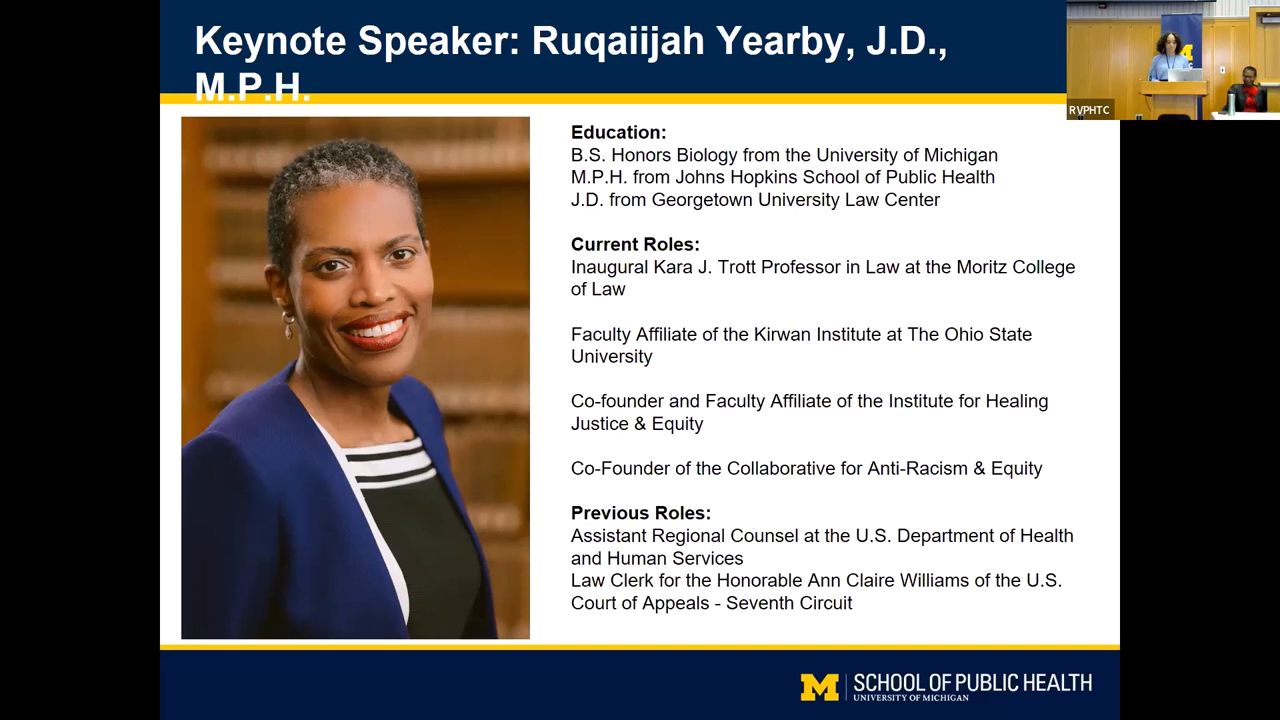 Keynote Speaker: Ruqaiijah Yearby, J.D.,
M.P.H.
RVPHTC
Education:
B.S. Honors Biology from the University of Michigan
M.P.H. from Johns Hopkins School of Public Health
J.D. from Georgetown University Law Center
Current Roles:
Inaugural Kara J. Trott Professor in Law at the Moritz College
of Law
Faculty Affiliate of the Kirwan Institute at The Ohio State
University
Co-founder and Faculty Affiliate of the Institute for Healing
Justice & Equity
Co-Founder of the Collaborative for Anti-Racism & Equity
Previous Roles:
Assistant Regional Counsel at the U.S. Department of Health
and Human Services
Law Clerk for the Honorable Ann Claire Williams of the U.S.
Court of Appeals - Seventh Circuit
M SCHOOL OF PUBLIC HEALTH
UNIVERSITY OF MICHIGAN